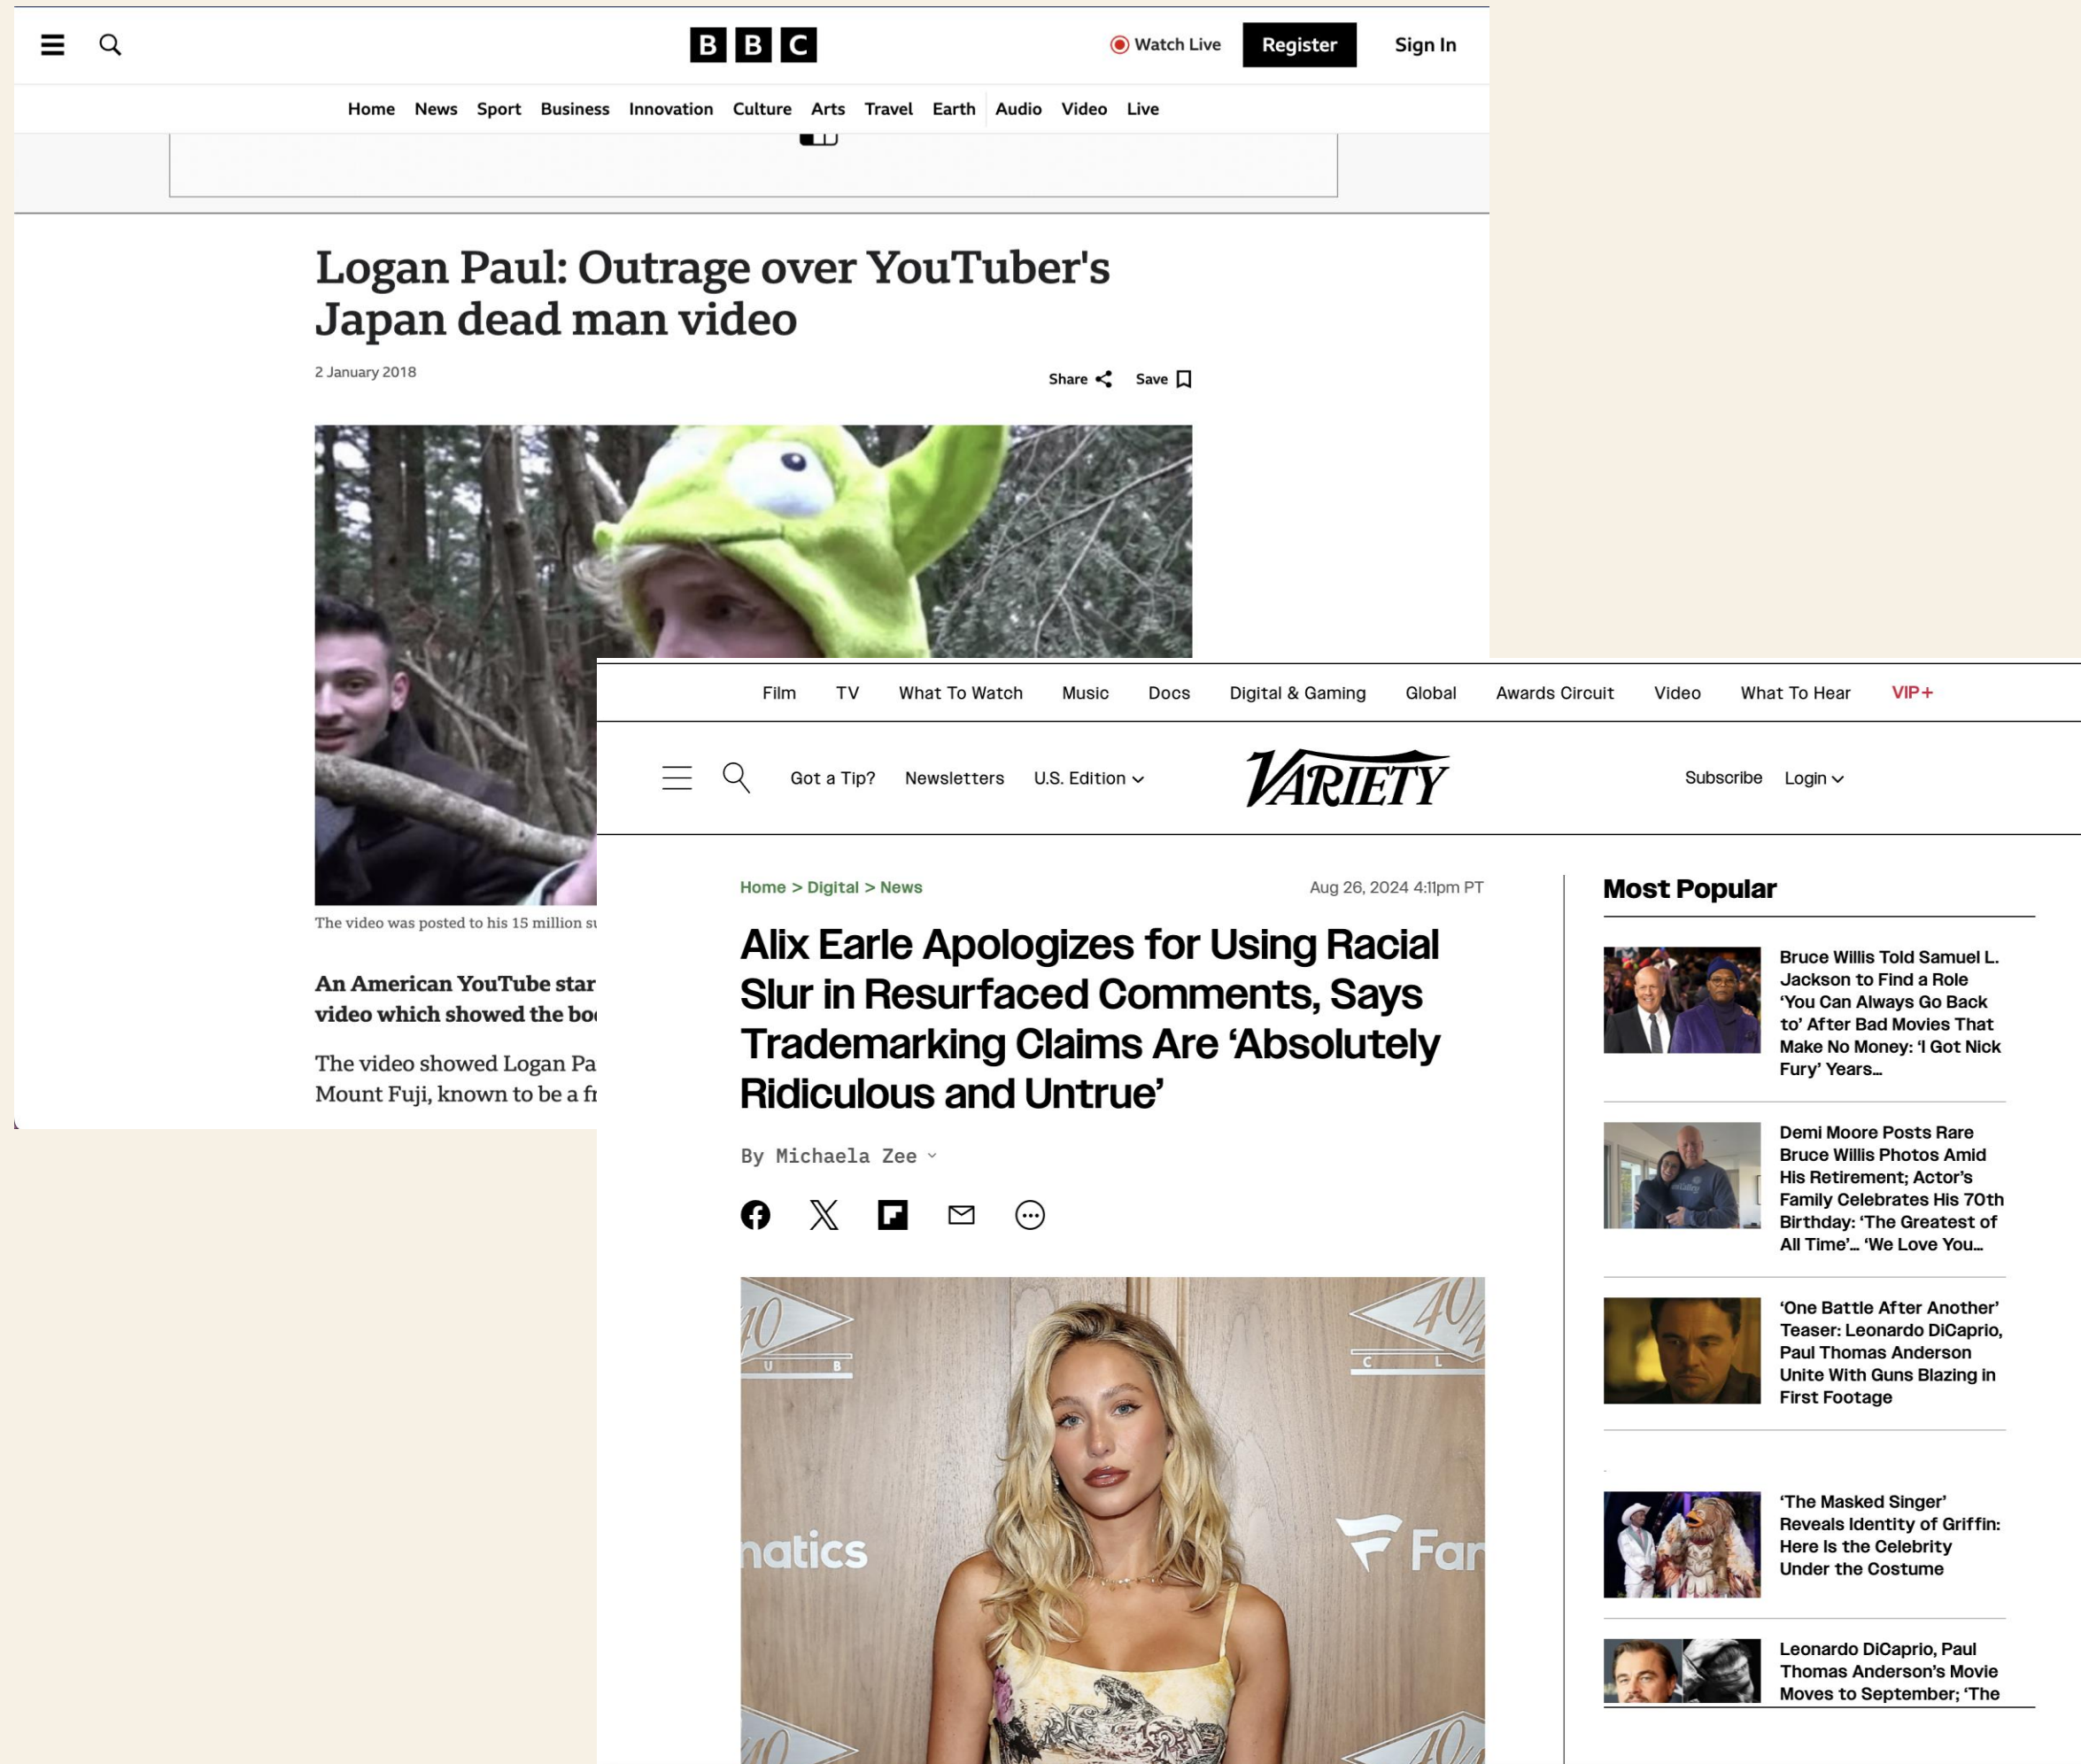 BBC
Watch Live
Register
Sign In
Home News Sport Business Innovation Culture Arts Travel Earth Audio Video Live
Logan Paul: Outrage over YouTuber's
Japan dead man video
2 January 2018
Share
Save
The video was posted to his 15 million
An American YouTube star
video which showed the
The video showed Logan
Mount Fuji, known to be a
Film TV What To Watch Music Docs Digital & Gaming Global Awards Circuit Video What To Hear VIP+
Got a Tip? Newsletters U.S. Edition
VARIETY
Subscribe Login
Home > Digital > News
Aug 26, 2024 4:11pm PT
Alix Earle Apologizes for Using Racial
Slur in Resurfaced Comments, Says
Trademarking Claims Are ‘Absolutely
Ridiculous and Untrue’
By Michaela Zee
40
U B
40/4
C L
natics
Fan
40
40
Most Popular
Bruce Willis Told Samuel L.
Jackson to Find a Role
‘You Can Always Go Back
to’ After Bad Movies That
Make No Money: ‘I Got Nick
Fury’ Years...
Demi Moore Posts Rare
Bruce Willis Photos Amid
His Retirement; Actor’s
Family Celebrates His 70th
Birthday: ‘The Greatest of
All Time’... ‘We Love You...
‘One Battle After Another’
Teaser: Leonardo DiCaprio,
Paul Thomas Anderson
Unite With Guns Blazing in
First Footage
‘The Masked Singer’
Reveals Identity of Griffin:
Here Is the Celebrity
Under the Costume
Leonardo DiCaprio, Paul
Thomas Anderson’s Movie
Moves to September; ‘The